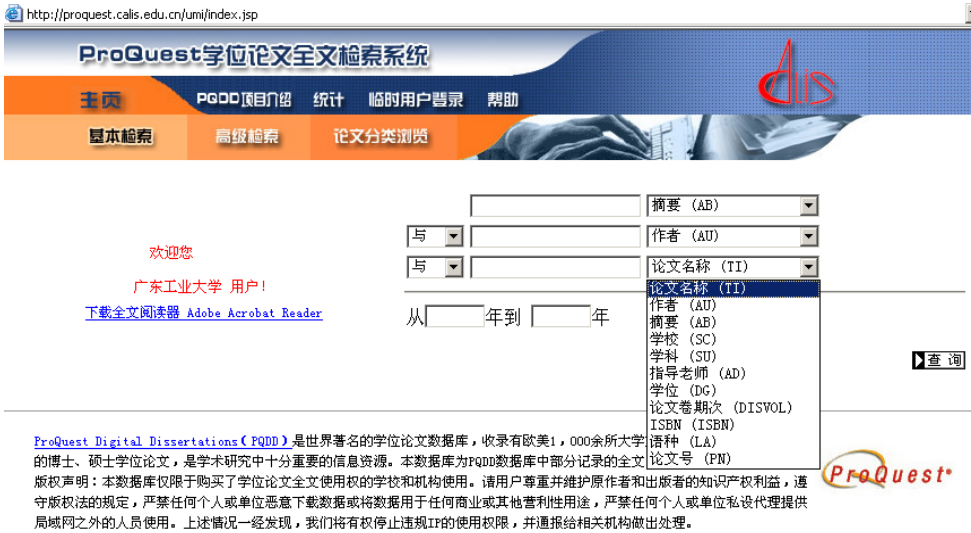 http://proquest.calis.edu.cn/umi/index.jsp
ProQuest学位论文全文检索系统
主页 PGDD项目介绍 统计 临时用户登录 帮助
基本检索 高级检索 论文分类浏览
摘要 (AB)
与 作者 (AU)
欢迎您
与 论文名称 (TI)
广东工业大学 用户!
论文名称 (TI)
作者 (AU)
下载全文阅读器 Adobe Acrobat Reader
从 年到 年
摘要 (AB)
学校 (SC)
学科 (SU)
查 询
指导老师 (AD)
学位 (DG)
论文卷期次 (DISVOL)
ISBN (ISBN)
语种 (LA)
论文号 (PN)
ProQuest Digital Dissertations(PQDD)是世界著名的学位论文数据库,收录有欧美1,000余所大学
的博士、硕士学位论文,是学术研究中十分重要的信息资源。本数据库为PQDD数据库中部分记录的全文
版权声明:本数据库仅限于购买了学位论文全文使用权的学校和机构使用。请用户尊重并维护原作者和出版者的知识产权利益,遵
守版权法的规定,严禁任何个人或单位恶意下载数据或将数据用于任何商业或其他营利性用途,严禁任何个人或单位私设代理提供
局域网之外的人员使用。上述情况一经发现,我们将有权停止违规IP的使用权限,并通报给相关机构做出处理。
ProQuest